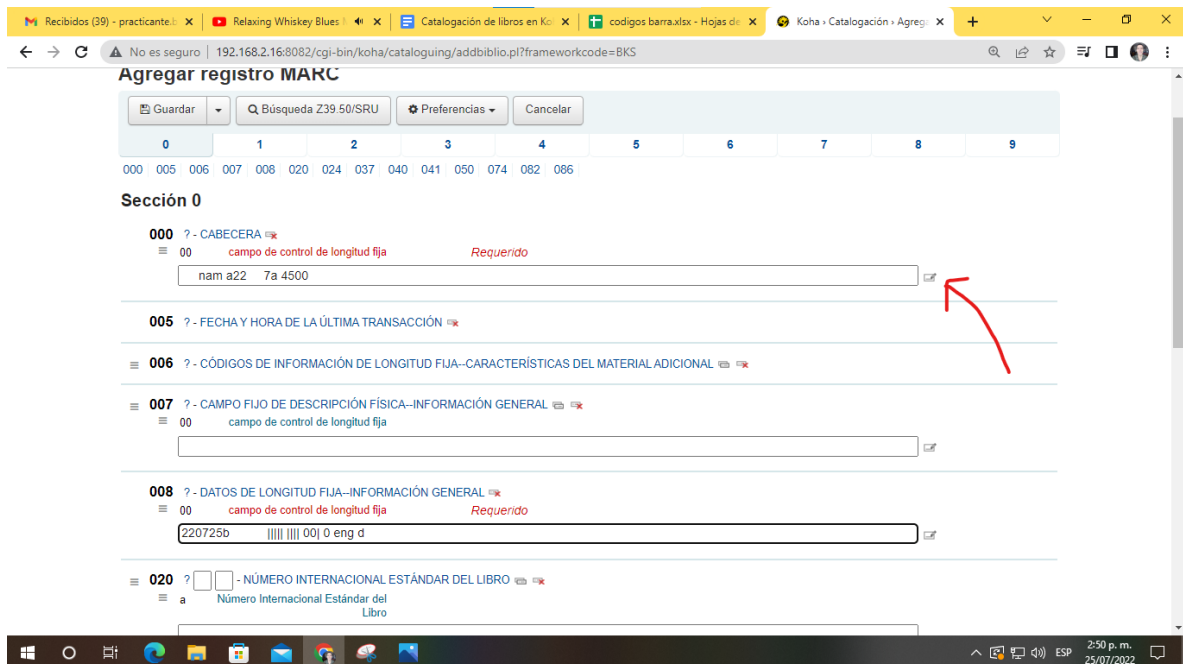 Recibidos (39) - practicante.b
Relaxing Whiskey Blues M
Catalogación de libros en Ko
codigos barra.xlsx - Hojas de
Koha › Catalogación › Agrega
No es seguro | 192.168.2.16:8082/cgi-bin/koha/cataloguing/addbiblio.pl?frameworkcode=BKS
Agregar registro MARC
Guardar Búsqueda Z39.50/SRU Preferencias Cancelar
0 1 2 3 4 5 6 7 8 9
000 005 006 007 008 020 024 037 040 041 050 074 082 086
Sección 0
000 ? - CABECERA
00 campo de control de longitud fija Requerido
nam a22 7a 4500
005 ? - FECHA Y HORA DE LA ÚLTIMA TRANSACCIÓN
006 ? - CÓDIGOS DE INFORMACIÓN DE LONGITUD FIJA--CARACTERÍSTICAS DEL MATERIAL ADICIONAL
007 ? - CAMPO FIJO DE DESCRIPCIÓN FÍSICA--INFORMACIÓN GENERAL
00 campo de control de longitud fija
008 ? - DATOS DE LONGITUD FIJA--INFORMACIÓN GENERAL
00 campo de control de longitud fija Requerido
220725b ||||| |||| 00| 0 eng d
020 ? - NÚMERO INTERNACIONAL ESTÁNDAR DEL LIBRO
a Número Internacional Estándar del
Libro
ESP
2:50 p. m.
25/07/2022